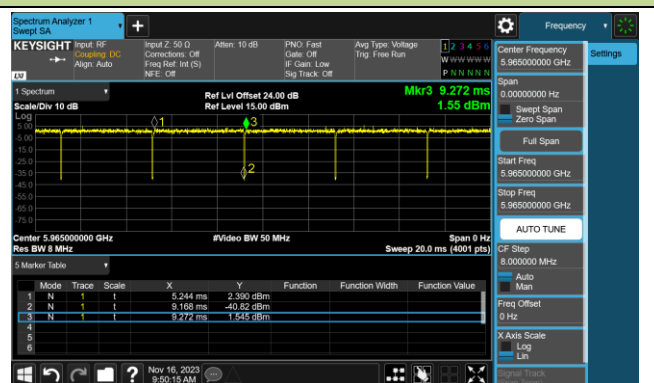 Spectrum Analyzer 1
Swept SA
Frequency
KEYSIGHT
Input: RF
Coupling: DC
Align: Auto
Input Z: 50 Ω
Corrections: Off
Freq Ref: Int (S)
NFE: Off
Atten: 10 dB
PNO: Fast
Gate: Off
IF Gain: Low
Sig Track: Off
Avg Type: Voltage
Trig: Free Run
1 2 3 4 5 6
W W W W W W
P N N N N N
LXI
1 Spectrum
Scale/Div 10 dB
Ref Lvl Offset 24.00 dB
Ref Level 15.00 dBm
Mkr3 9.272 ms
1.55 dBm
Log
5.00
-5.00
-15.0
-25.0
-35.0
-45.0
-55.0
-65.0
-75.0
1
3
2
Center 5.965000000 GHz
Res BW 8 MHz
#Video BW 50 MHz
Span 0 Hz
Sweep 20.0 ms (4001 pts)
5 Marker Table
Mode Trace Scale X Y Function Function Width Function Value
1 N 1 t 5.244 ms 2.390 dBm
2 N 1 t 9.168 ms -40.82 dBm
3 N 1 t 9.272 ms 1.545 dBm
4
5
6
Nov 16, 2023
9:50:15 AM
Center Frequency
5.965000000 GHz
Settings
Span
0.00000000 Hz
Swept Span
Zero Span
Full Span
Start Freq
5.965000000 GHz
Stop Freq
5.965000000 GHz
AUTO TUNE
CF Step
8.000000 MHz
Auto
Man
Freq Offset
0 Hz
X Axis Scale
Log
Lin
Signal Track